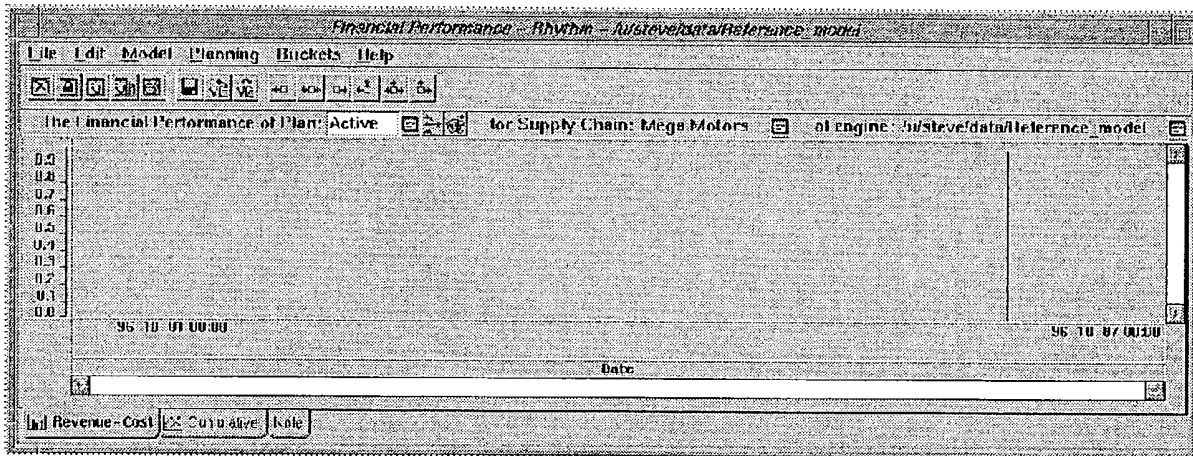 Financial Performance - Rhythm - /u/steve/data/Reference_model
File Edit Model Planning Buckets Help
The Financial Performance of Plan: Active for Supply Chain: Mega Motors of engine: /u/steve/data/Reference_model
0.9
0.8
0.7
0.6
0.5
0.4
0.3
0.2
0.1
0.0
96 10 01 00:00 96 10 07 00:00
Date
Revenue-Cost Cumulative Note